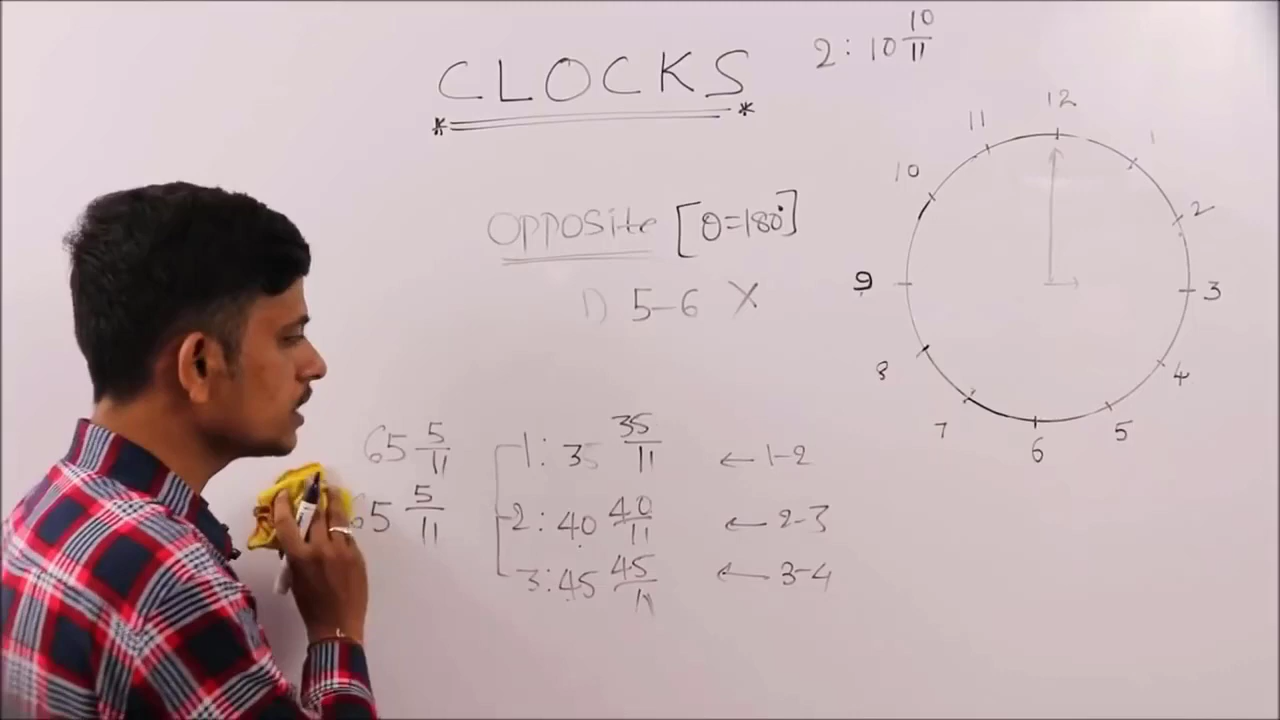 CLOCKS
2 : 10 10/11
OPPOSITE [θ=180°]
1) 5-6 X
65 5/11
65 5/11
1 : 35 35/11 ← 1-2
2 : 40 40/11 ← 2-3
3 : 45 45/11 ← 3-4
12
1
2
3
4
5
6
7
8
9
10
11